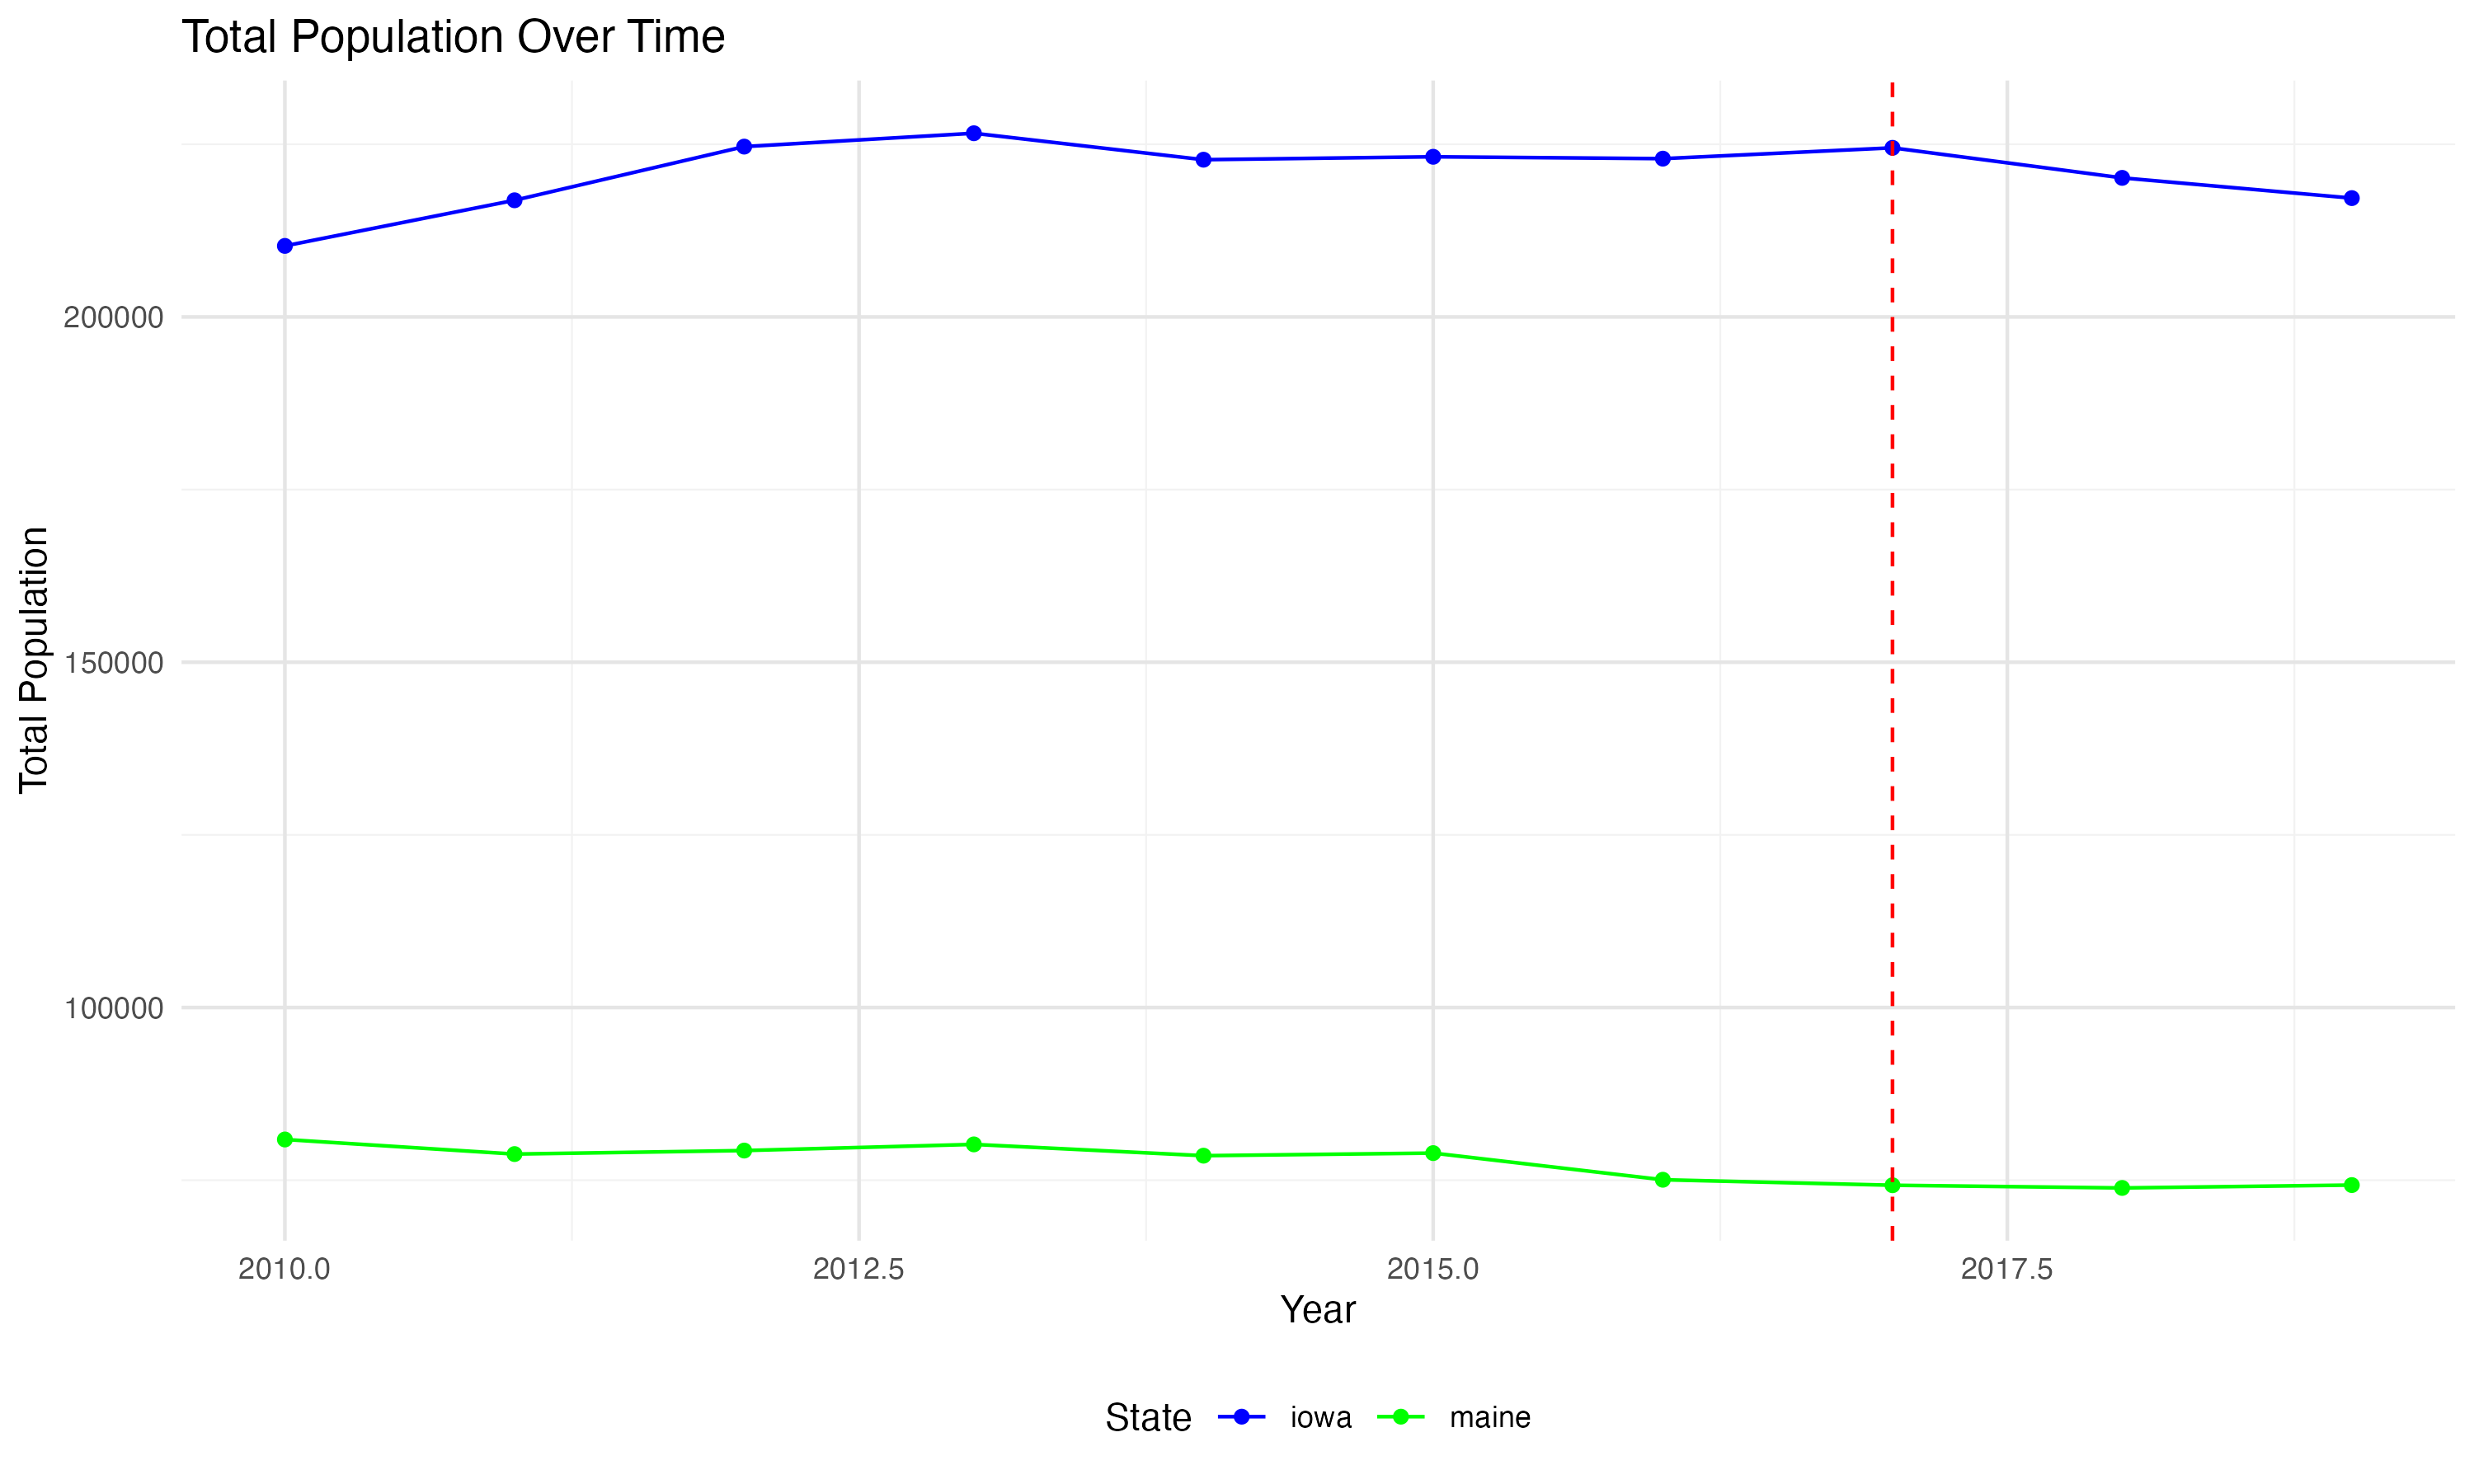 Total Population Over Time
Total Population
200000
150000
100000
2010.0 2012.5 2015.0 2017.5
Year
State iowa maine